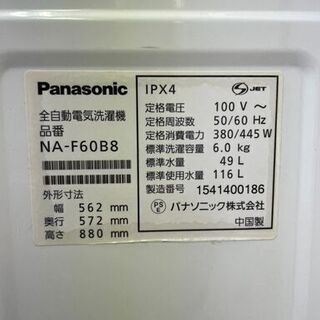 Panasonic
全自動電気洗濯機
品番
NA-F60B8
外形寸法
幅 562 mm
奥行 572 mm
高さ 880 mm
IPX4
S JET
定格電圧 100 V ～
定格周波数 50/60 Hz
定格消費電力 380/445 W
標準洗濯容量 6.0 kg
標準水量 49 L
標準使用水量 116 L
製造番号 1541400186
PS E パナソニック株式会社
中国製